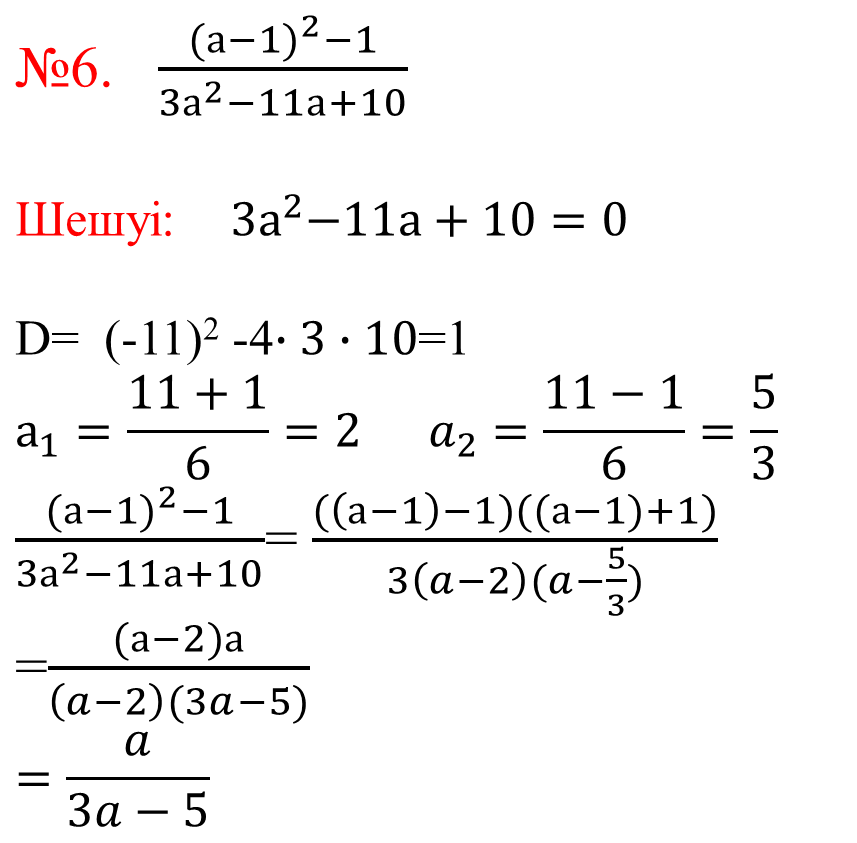 №6. (a−1)²−1 / 3a²−11a+10
Шешуі: 3a²−11a + 10 = 0
D= (-11)² -4· 3 · 10=1
a₁ = (11 + 1)/6 = 2 a₂ = (11 − 1)/6 = 5/3
(a−1)²−1 / 3a²−11a+10 = ((a−1)−1)((a−1)+1) / 3(a−2)(a−5/3)
= (a−2)a / (a−2)(3a−5)
= a / 3a − 5